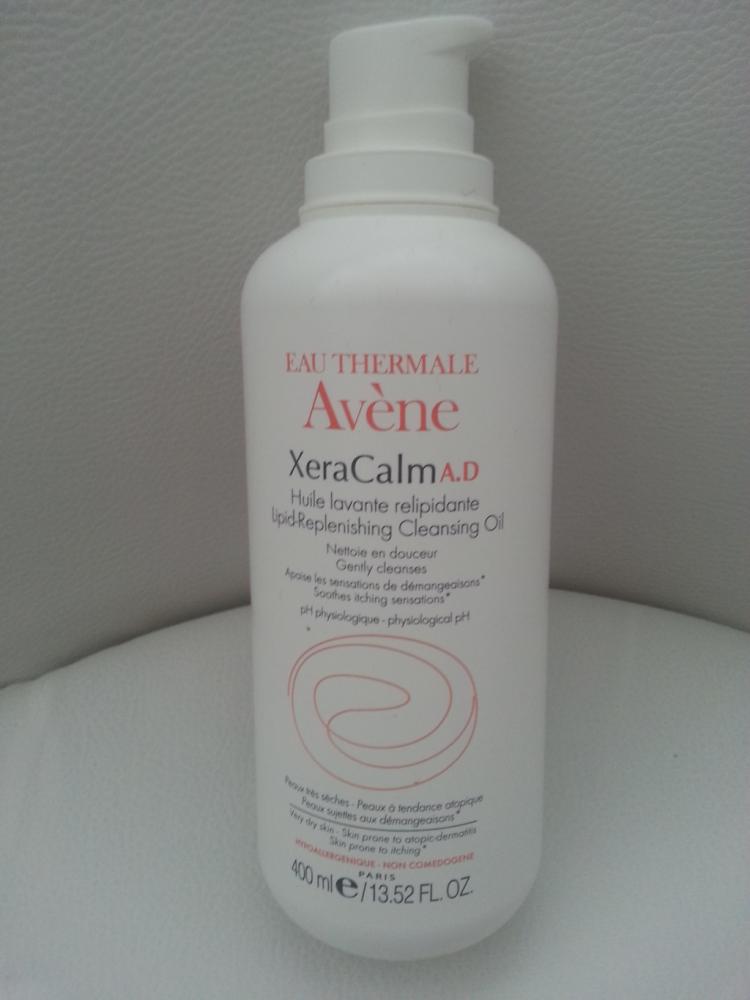 EAU THERMALE
Avène
XeraCalm A.D
Huile lavante relipidante
Lipid-Replenishing Cleansing Oil
Nettoie en douceur
Gently cleanses
Apaise les sensations de démangeaisons*
Soothes itching sensations*
pH physiologique - physiological pH
*
Peaux très sèches - Peaux à tendance atopique
Peaux sujettes aux démangeaisons*
Very dry skin - Skin prone to atopic-dermatitis
Skin prone to itching*
HYPOALLERGENIQUE - NON COMEDOGENE
PARIS
400 ml e / 13.52 FL. OZ.